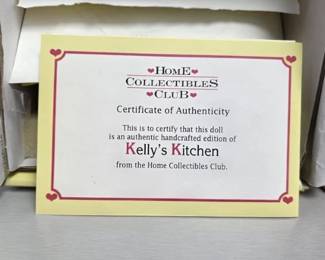 HOME
COLLECTIBLES
CLUB
Certificate of Authenticity
This is to certify that this doll
is an authentic handcrafted edition of
Kelly's Kitchen
from the Home Collectibles Club.